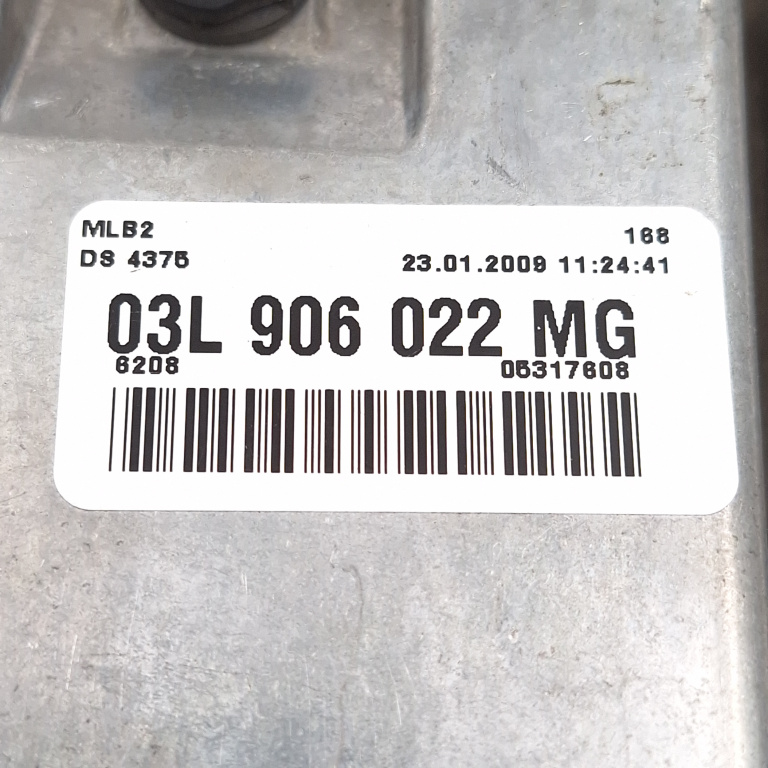 MLB2 168
DS 4375 23.01.2009 11:24:41
03L 906 022 MG
6208 05317608